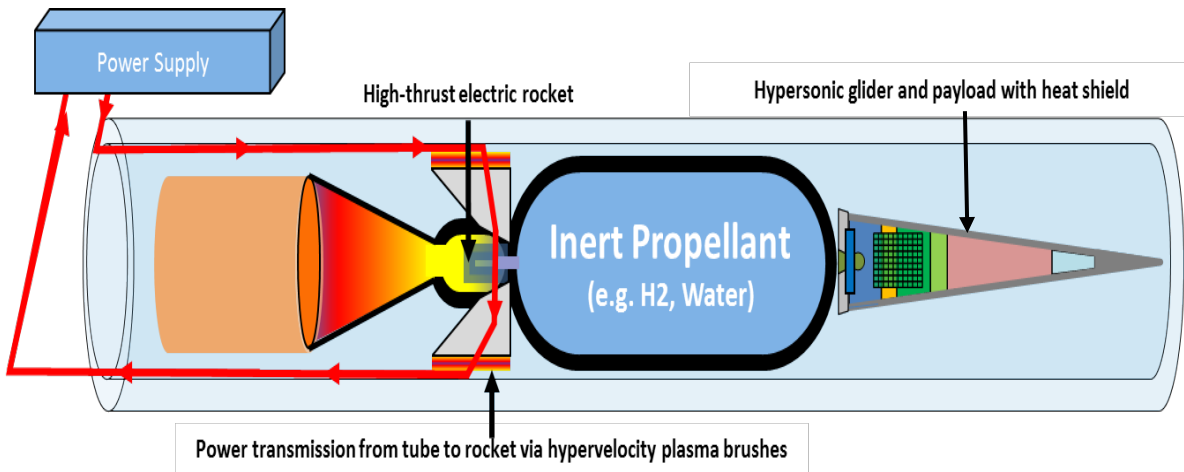 Power Supply
High-thrust electric rocket
Hypersonic glider and payload with heat shield
Inert Propellant
(e.g. H2, Water)
Power transmission from tube to rocket via hypervelocity plasma brushes